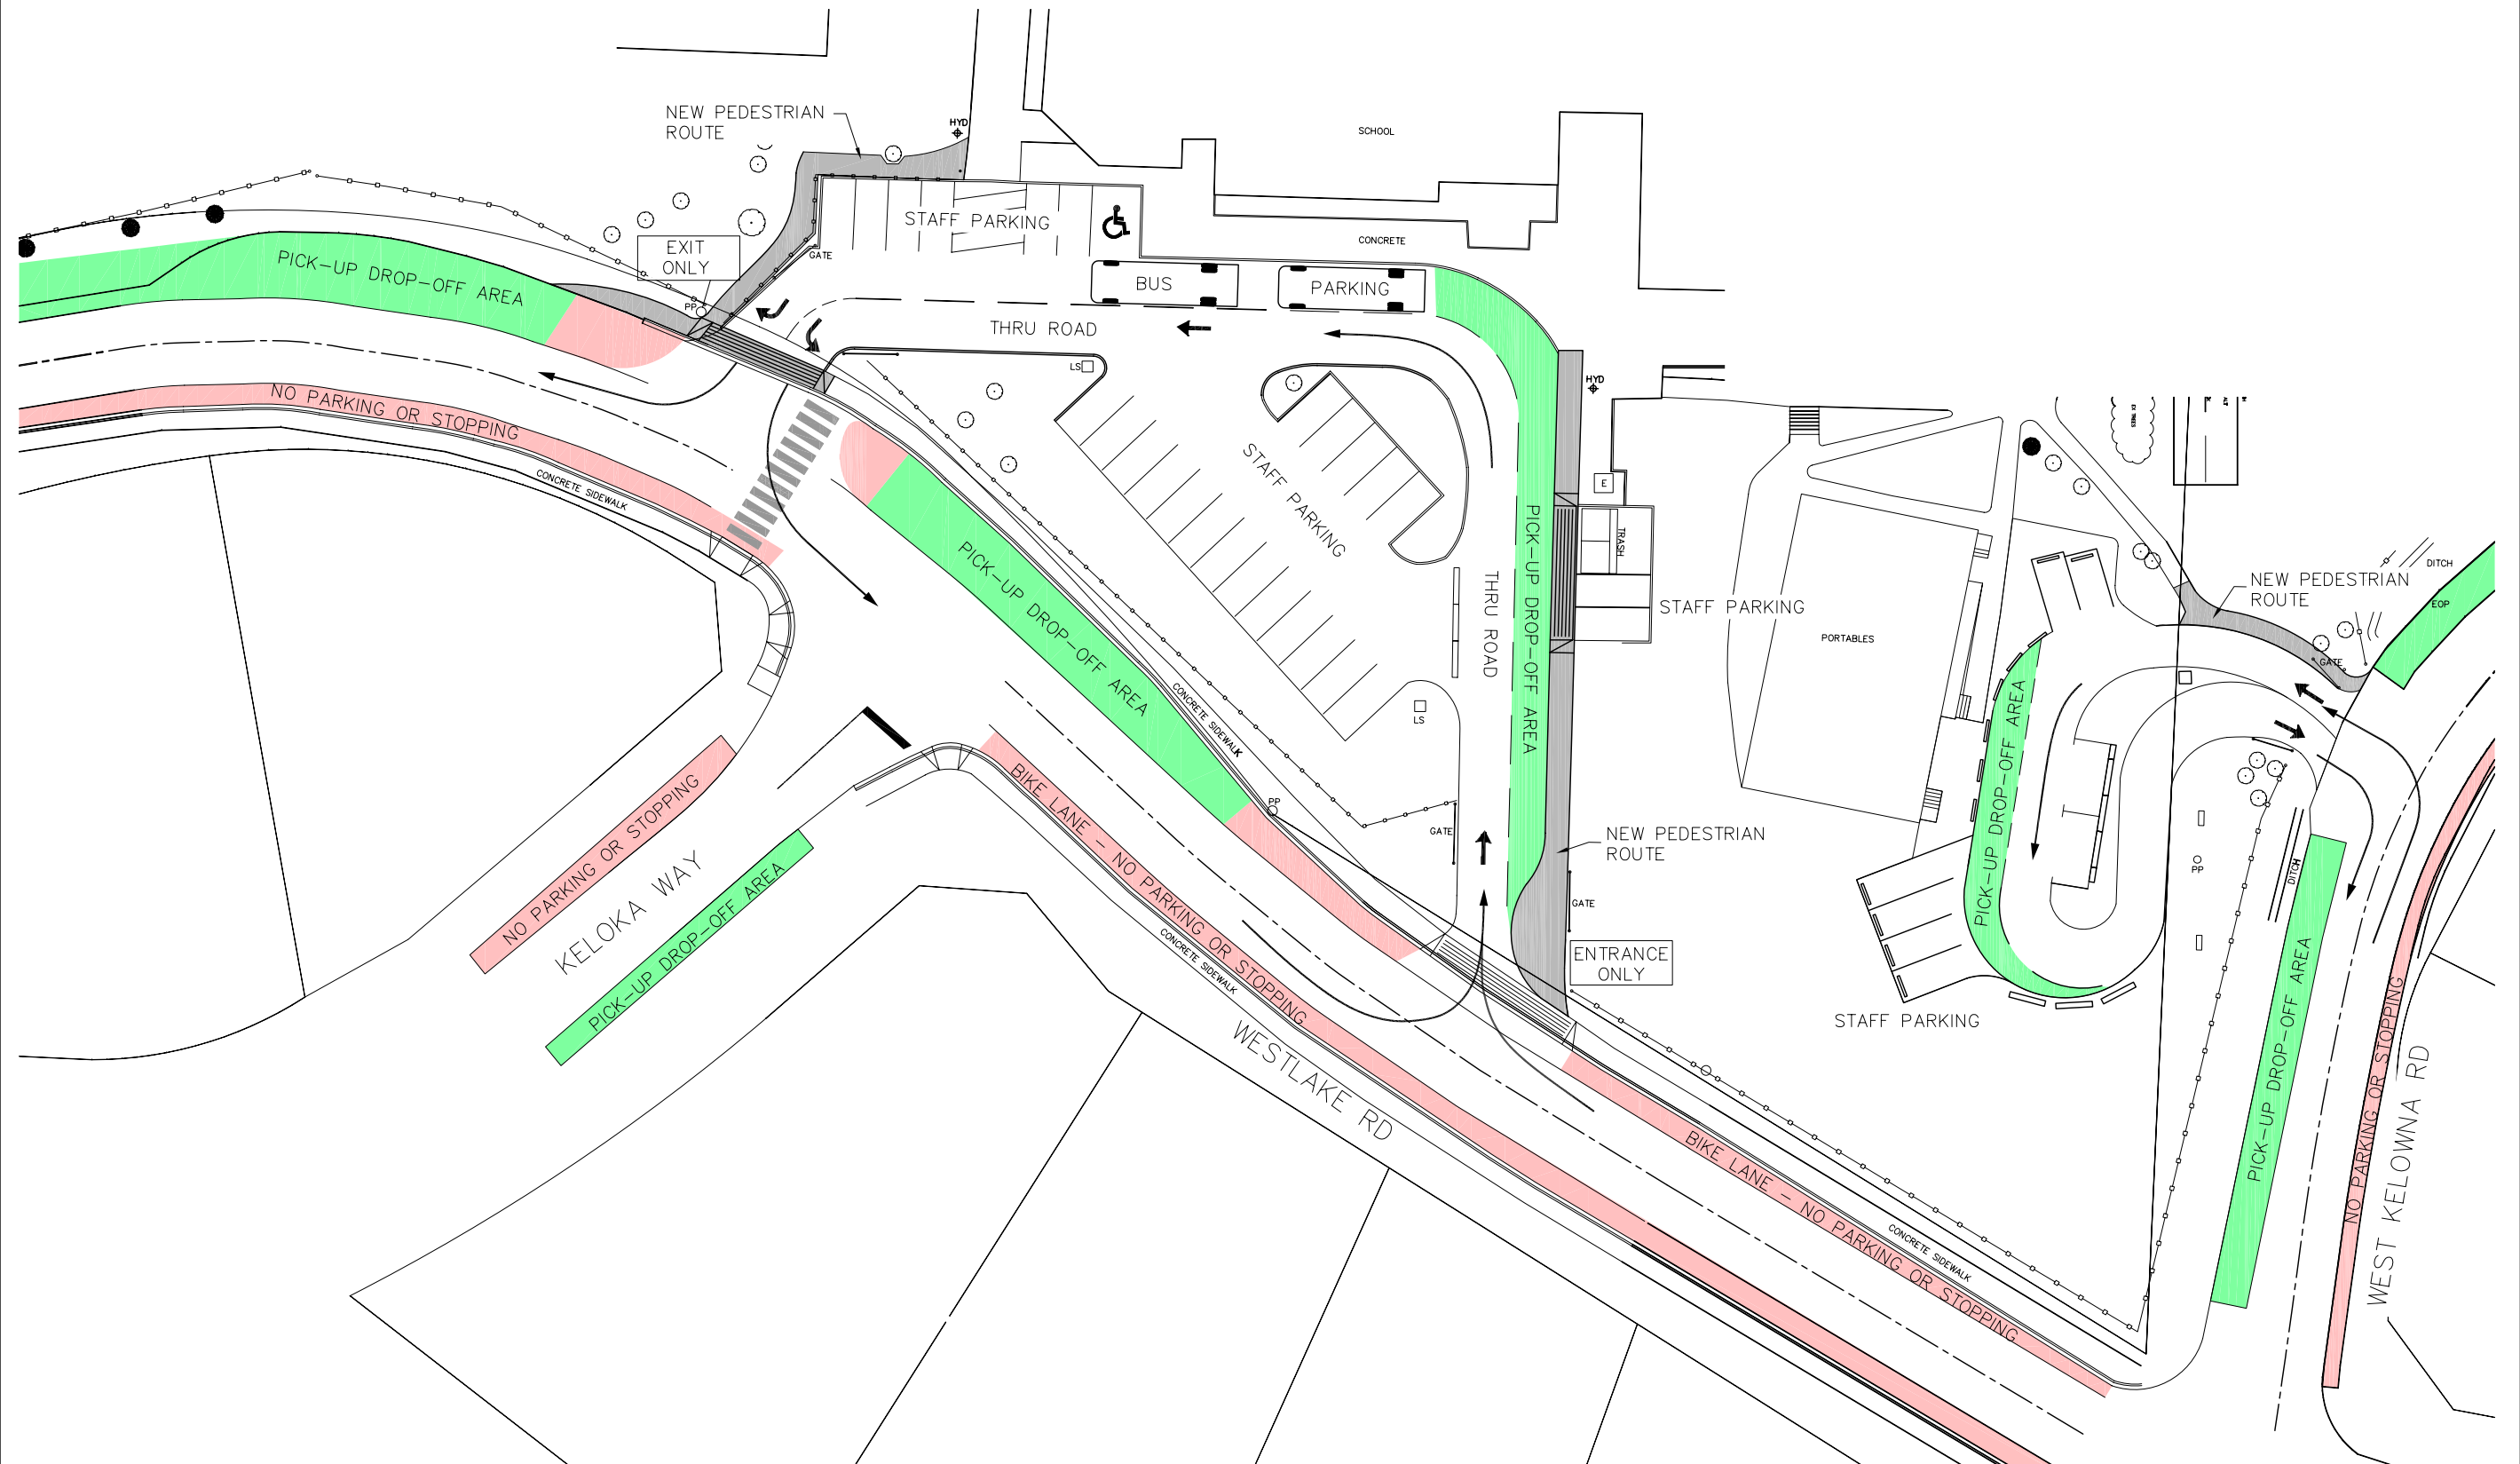 NEW PEDESTRIAN
ROUTE
HYD
SCHOOL
STAFF PARKING
CONCRETE
EXIT
ONLY
GATE
PICK-UP DROP-OFF AREA
PP
BUS
PARKING
THRU ROAD
LS
NO PARKING OR STOPPING
CONCRETE SIDEWALK
HYD
E
TRASH
STAFF PARKING
PICK-UP DROP-OFF AREA
THRU ROAD
STAFF PARKING
PICK-UP DROP-OFF AREA
CONCRETE SIDEWALK
LS
PP
GATE
NEW PEDESTRIAN
ROUTE
GATE
ENTRANCE
ONLY
PORTABLES
EX TREES
DITCH
NEW PEDESTRIAN
ROUTE
EOP
GATE
PICK-UP DROP-OFF AREA
PP
DITCH
STAFF PARKING
PICK-UP DROP-OFF AREA
NO PARKING OR STOPPING
WEST KELOWNA RD
NO PARKING OR STOPPING
KELOKA WAY
PICK-UP DROP-OFF AREA
BIKE LANE - NO PARKING OR STOPPING
CONCRETE SIDEWALK
WESTLAKE RD
BIKE LANE - NO PARKING OR STOPPING
CONCRETE SIDEWALK